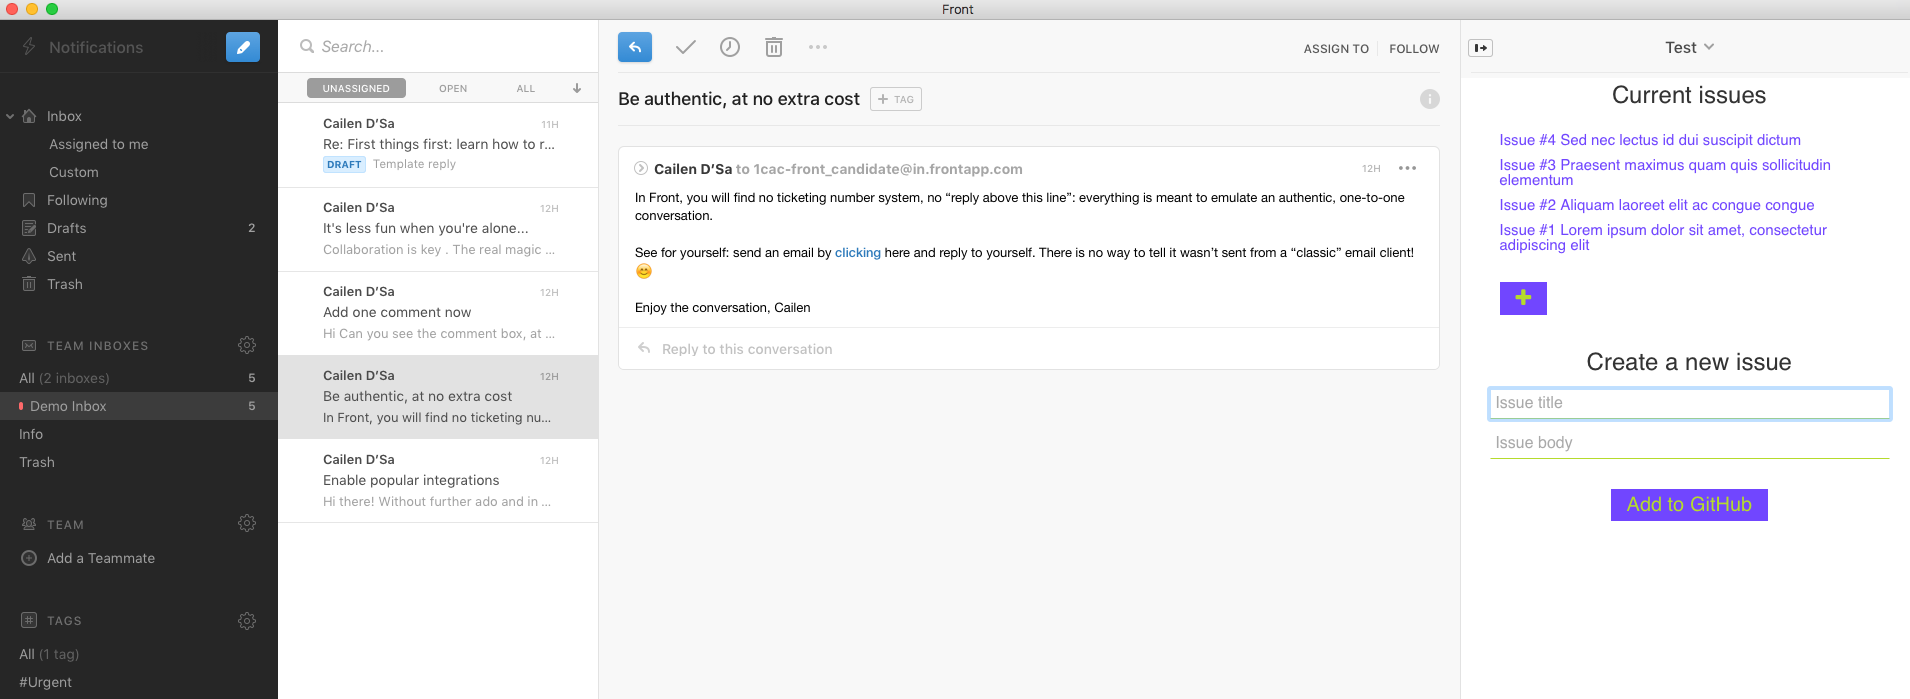 Front
Notifications
Inbox
Assigned to me
Custom
Following
Drafts 2
Sent
Trash
TEAM INBOXES
All (2 inboxes) 5
Demo Inbox 5
Info
Trash
TEAM
Add a Teammate
TAGS
All (1 tag)
#Urgent
Search...
UNASSIGNED OPEN ALL
Cailen D’Sa 11H
Re: First things first: learn how to r...
DRAFT Template reply
Cailen D’Sa 12H
It's less fun when you're alone...
Collaboration is key . The real magic ...
Cailen D’Sa 12H
Add one comment now
Hi Can you see the comment box, at ...
Cailen D’Sa 12H
Be authentic, at no extra cost
In Front, you will find no ticketing nu...
Cailen D’Sa 12H
Enable popular integrations
Hi there! Without further ado and in ...
ASSIGN TO FOLLOW
Be authentic, at no extra cost + TAG
Cailen D’Sa to 1cac-front_candidate@in.frontapp.com 12H
In Front, you will find no ticketing number system, no “reply above this line”: everything is meant to emulate an authentic, one-to-one
conversation.
See for yourself: send an email by clicking here and reply to yourself. There is no way to tell it wasn’t sent from a “classic” email client!
😊
Enjoy the conversation, Cailen
Reply to this conversation
Test
Current issues
Issue #4 Sed nec lectus id dui suscipit dictum
Issue #3 Praesent maximus quam quis sollicitudin
elementum
Issue #2 Aliquam laoreet elit ac congue congue
Issue #1 Lorem ipsum dolor sit amet, consectetur
adipiscing elit
Create a new issue
Issue title
Issue body
Add to GitHub